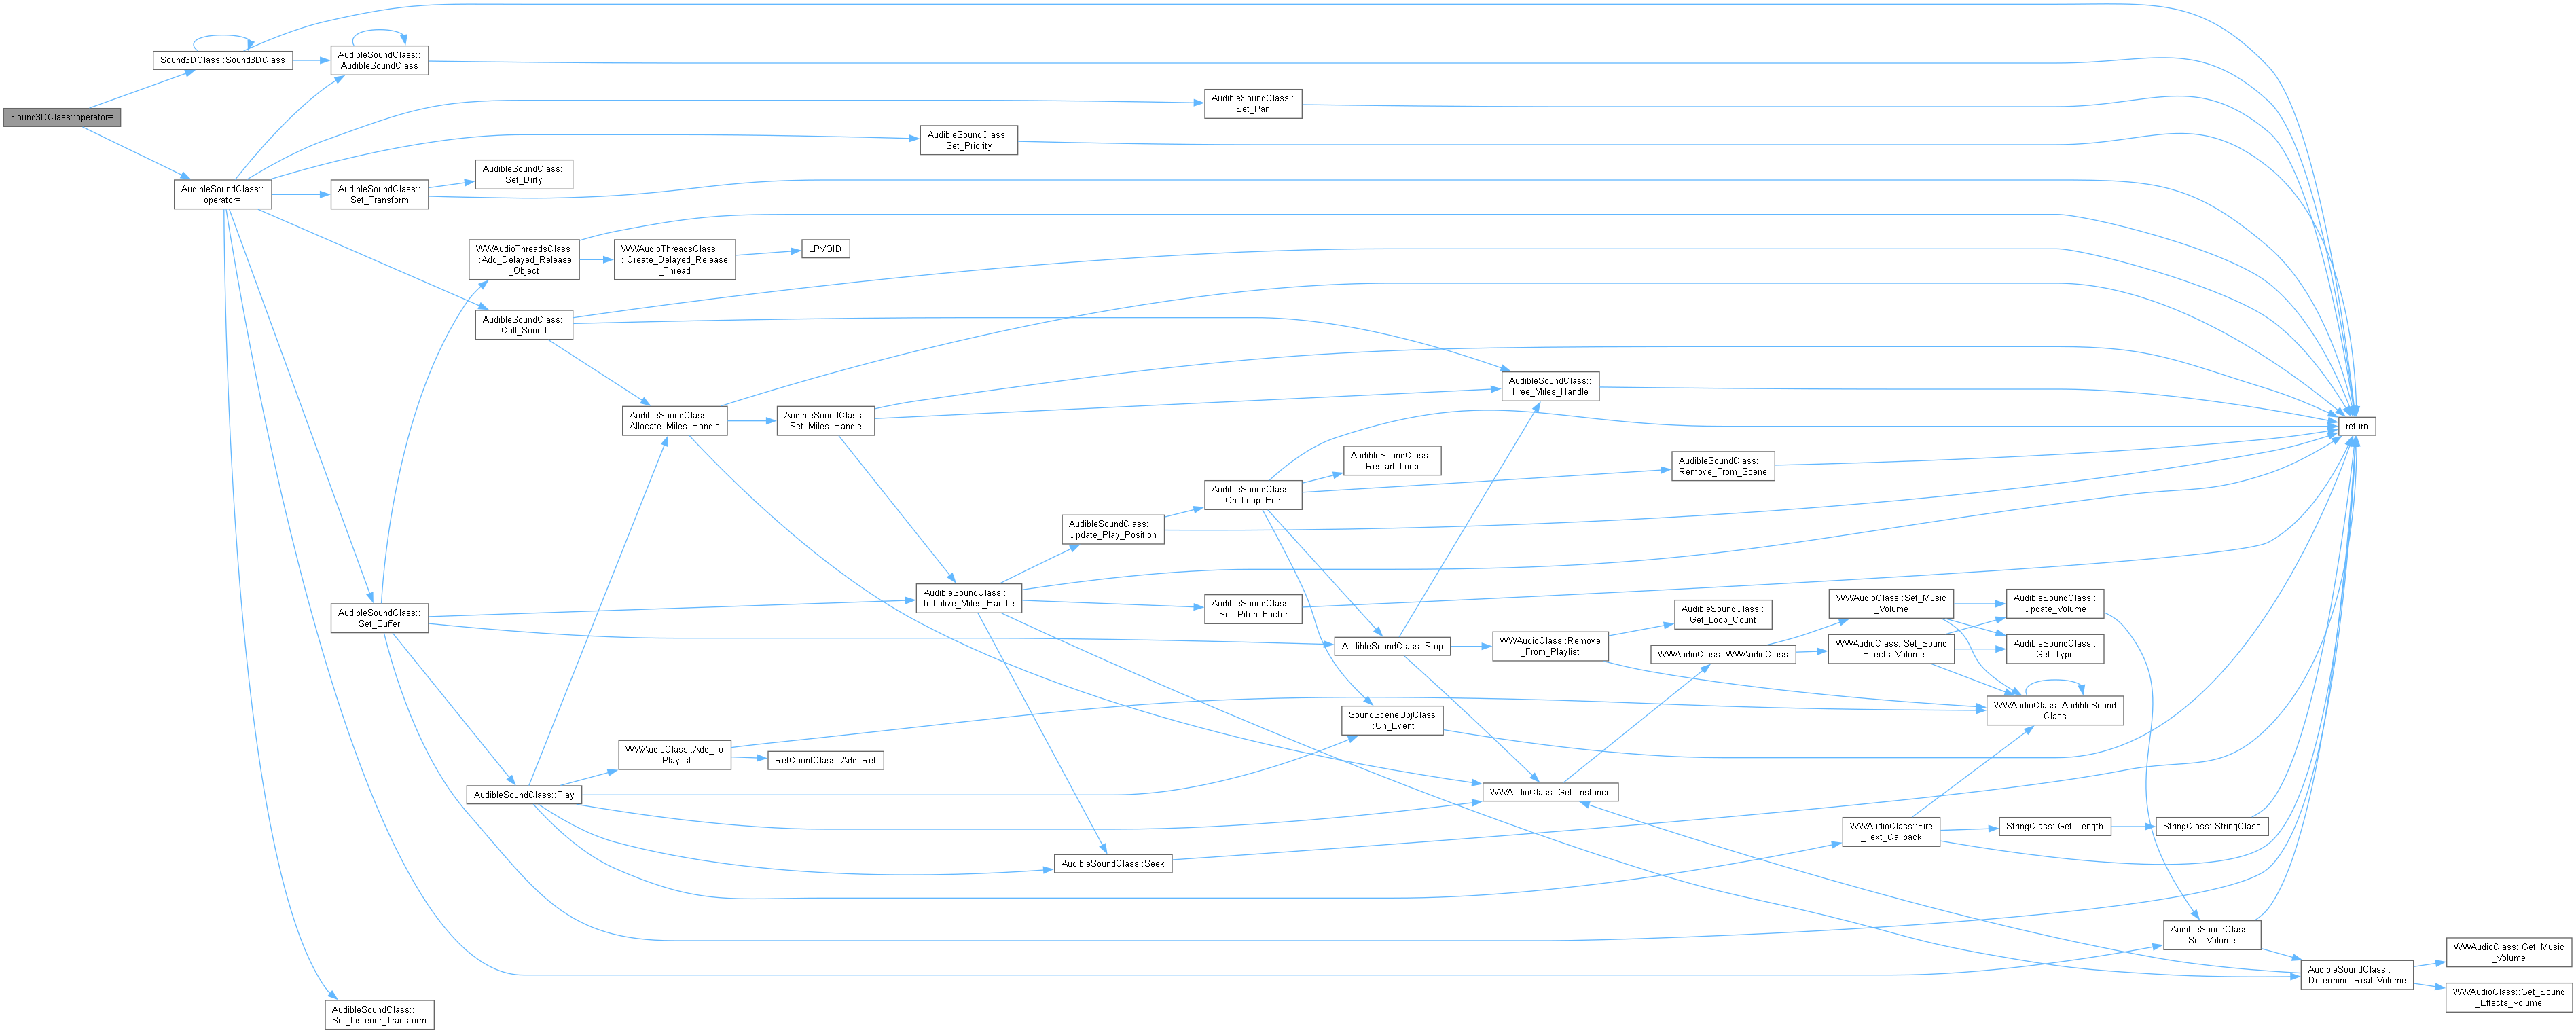 Sound3DClass::operator=
Sound3DClass::Sound3DClass
AudibleSoundClass::
AudibleSoundClass
AudibleSoundClass::
operator=
AudibleSoundClass::
Set_Pan
AudibleSoundClass::
Set_Priority
AudibleSoundClass::
Set_Transform
AudibleSoundClass::
Set_Dirty
WWAudioThreadsClass
::Add_Delayed_Release
_Object
WWAudioThreadsClass
::Create_Delayed_Release
_Thread
LPVOID
AudibleSoundClass::
Cull_Sound
AudibleSoundClass::
Allocate_Miles_Handle
AudibleSoundClass::
Set_Miles_Handle
AudibleSoundClass::
Free_Miles_Handle
return
AudibleSoundClass::
Restart_Loop
AudibleSoundClass::
Remove_From_Scene
AudibleSoundClass::
On_Loop_End
AudibleSoundClass::
Update_Play_Position
AudibleSoundClass::
Initialize_Miles_Handle
AudibleSoundClass::
Set_Pitch_Factor
AudibleSoundClass::
Set_Buffer
AudibleSoundClass::Stop
WWAudioClass::Remove
_From_Playlist
AudibleSoundClass::
Get_Loop_Count
WWAudioClass::WWAudioClass
WWAudioClass::Set_Music
_Volume
WWAudioClass::Set_Sound
_Effects_Volume
AudibleSoundClass::
Update_Volume
AudibleSoundClass::
Get_Type
WWAudioClass::AudibleSound
Class
SoundSceneObjClass
::On_Event
WWAudioClass::Add_To
_Playlist
RefCountClass::Add_Ref
AudibleSoundClass::Play
WWAudioClass::Get_Instance
WWAudioClass::Fire
_Text_Callback
StringClass::Get_Length
StringClass::StringClass
AudibleSoundClass::Seek
AudibleSoundClass::
Set_Volume
AudibleSoundClass::
Determine_Real_Volume
WWAudioClass::Get_Music
_Volume
WWAudioClass::Get_Sound
_Effects_Volume
AudibleSoundClass::
Set_Listener_Transform